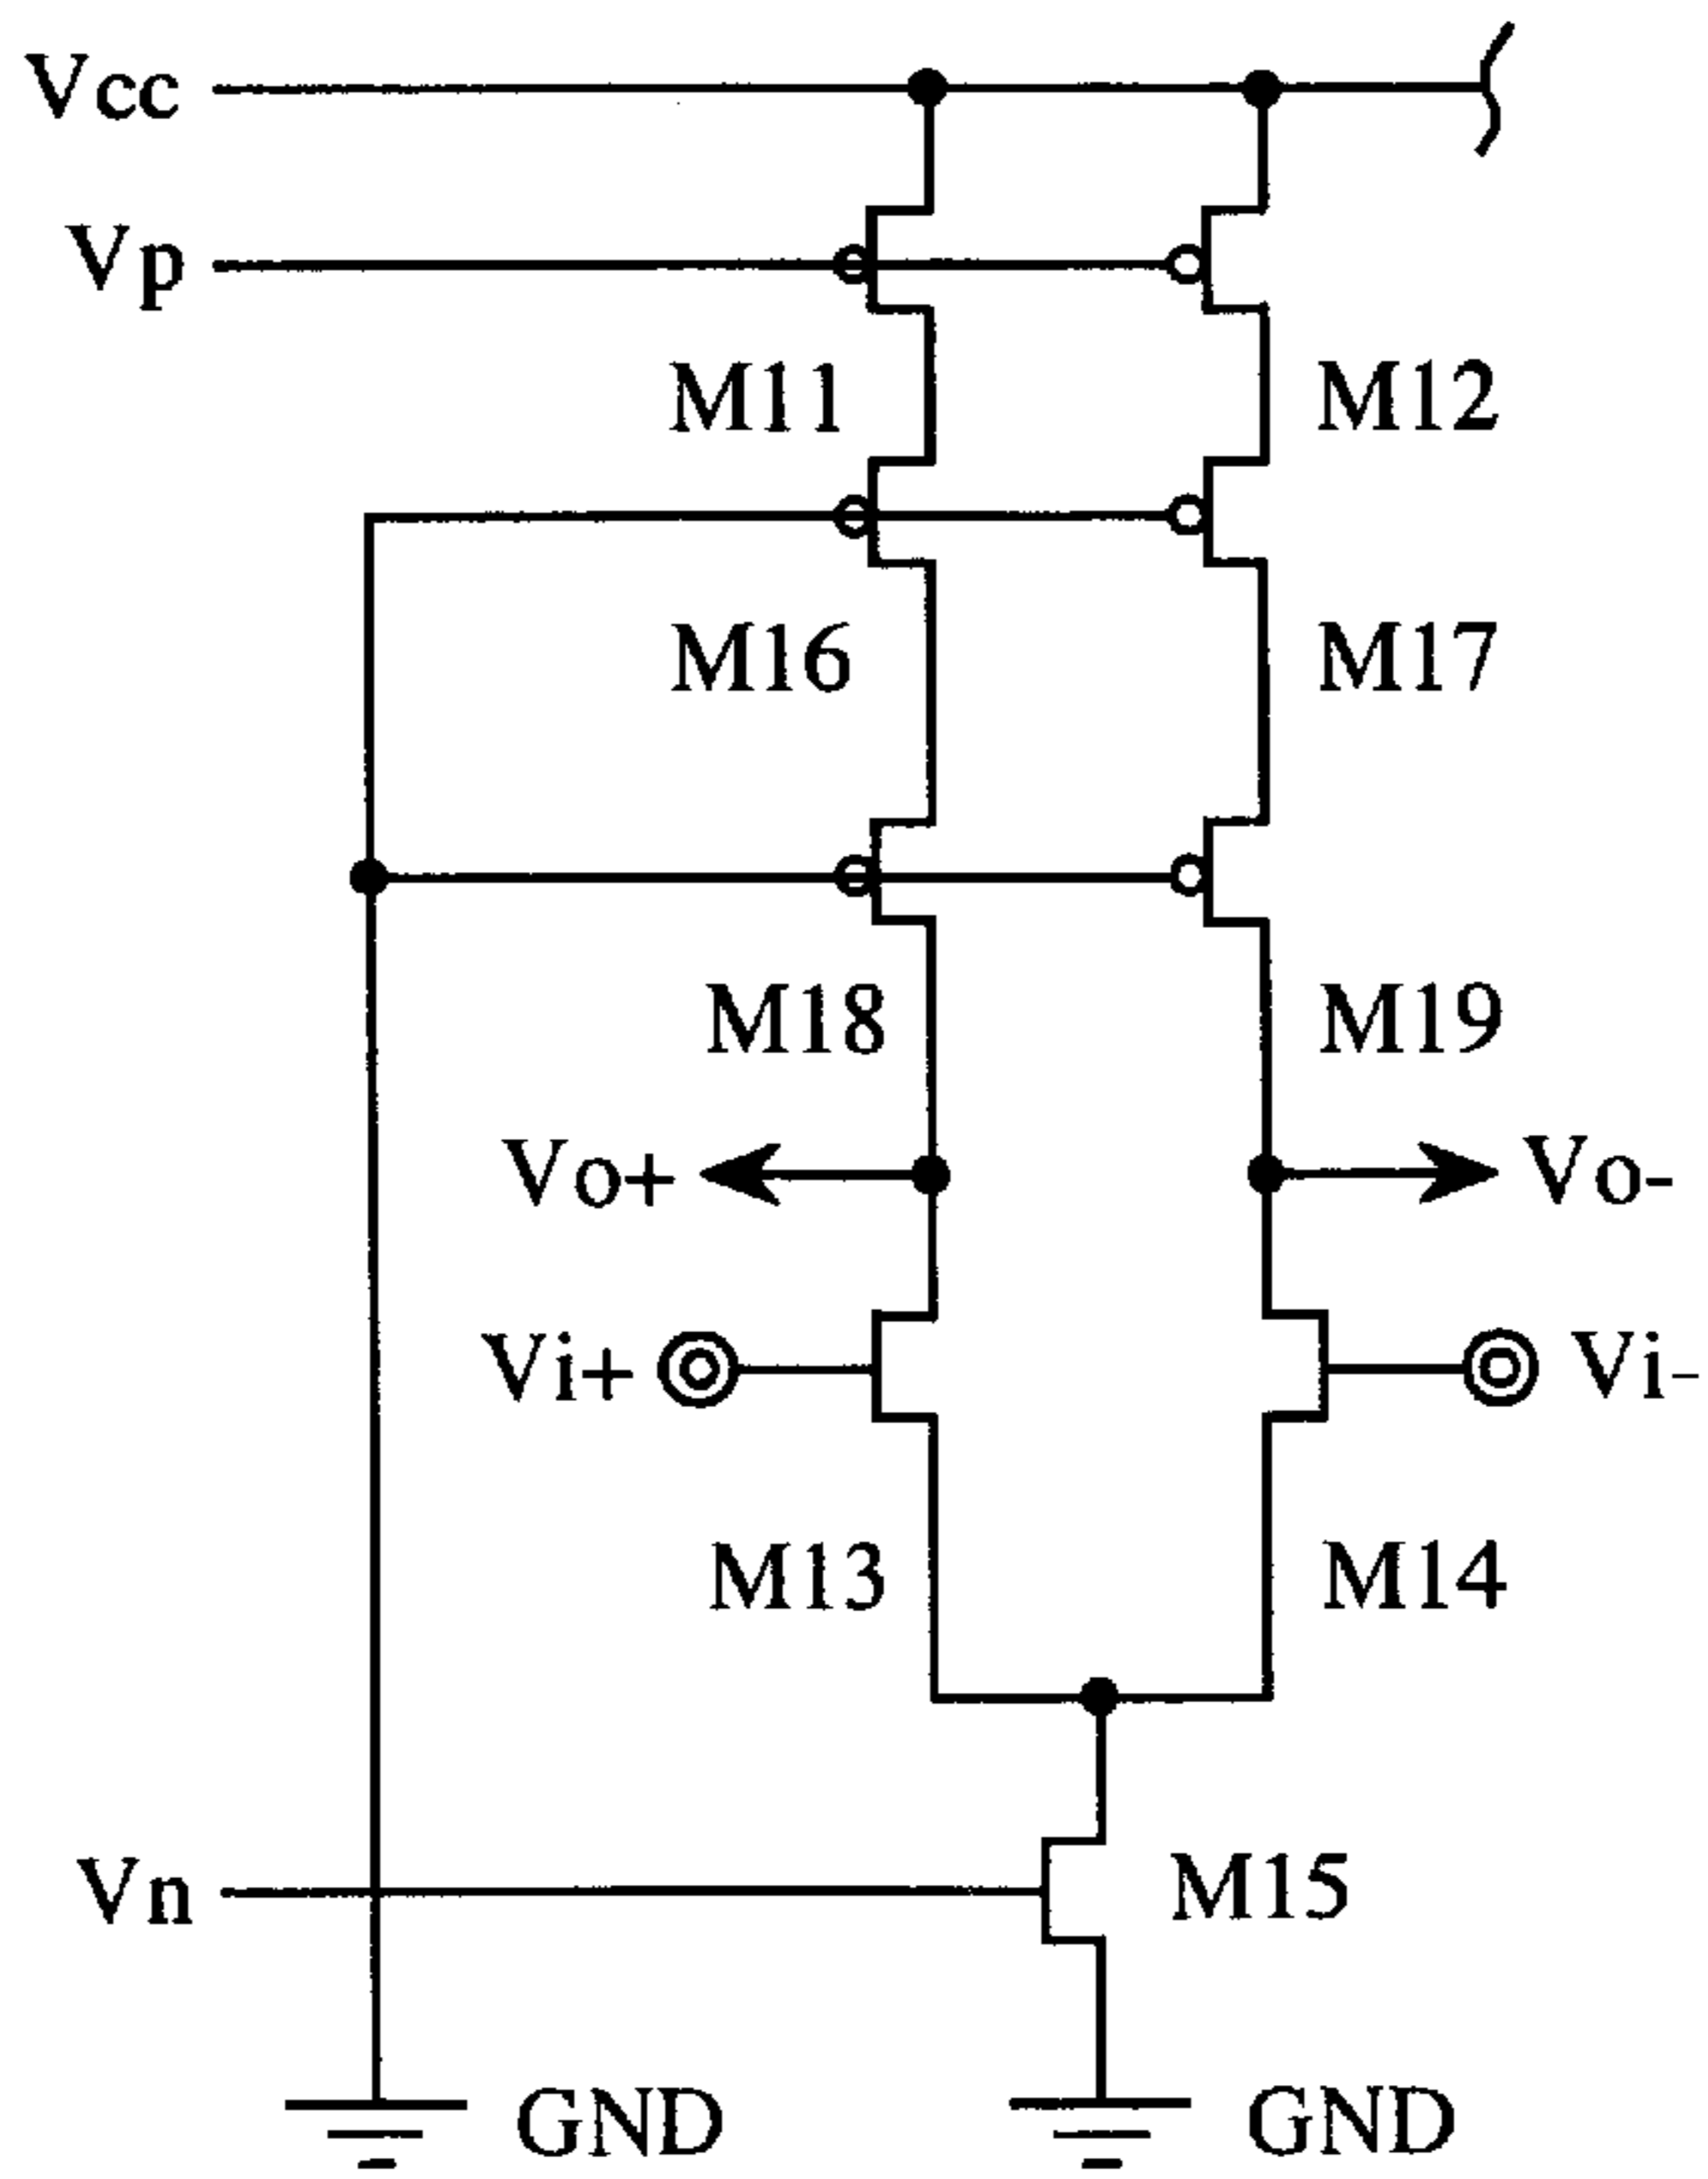 Vcc
Vp
M11 M12
M16 M17
M18 M19
Vo+ Vo-
Vi+ Vi-
M13 M14
Vn M15
GND GND